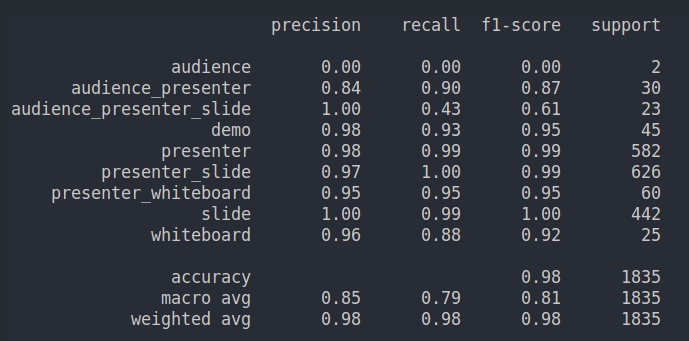 precision recall f1-score support
audience 0.00 0.00 0.00 2
audience_presenter 0.84 0.90 0.87 30
audience_presenter_slide 1.00 0.43 0.61 23
demo 0.98 0.93 0.95 45
presenter 0.98 0.99 0.99 582
presenter_slide 0.97 1.00 0.99 626
presenter_whiteboard 0.95 0.95 0.95 60
slide 1.00 0.99 1.00 442
whiteboard 0.96 0.88 0.92 25
accuracy 0.98 1835
macro avg 0.85 0.79 0.81 1835
weighted avg 0.98 0.98 0.98 1835